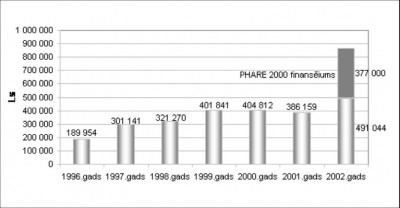 1 000 000
900 000
800 000
700 000
600 000
500 000
400 000
300 000
200 000
100 000
0
Ls
189 954
301 141
321 270
401 841
404 812
386 159
PHARE 2000 finansējums
377 000
491 044
1996.gads
1997.gads
1998.gads
1999.gads
2000.gads
2001.gads
2002.gads